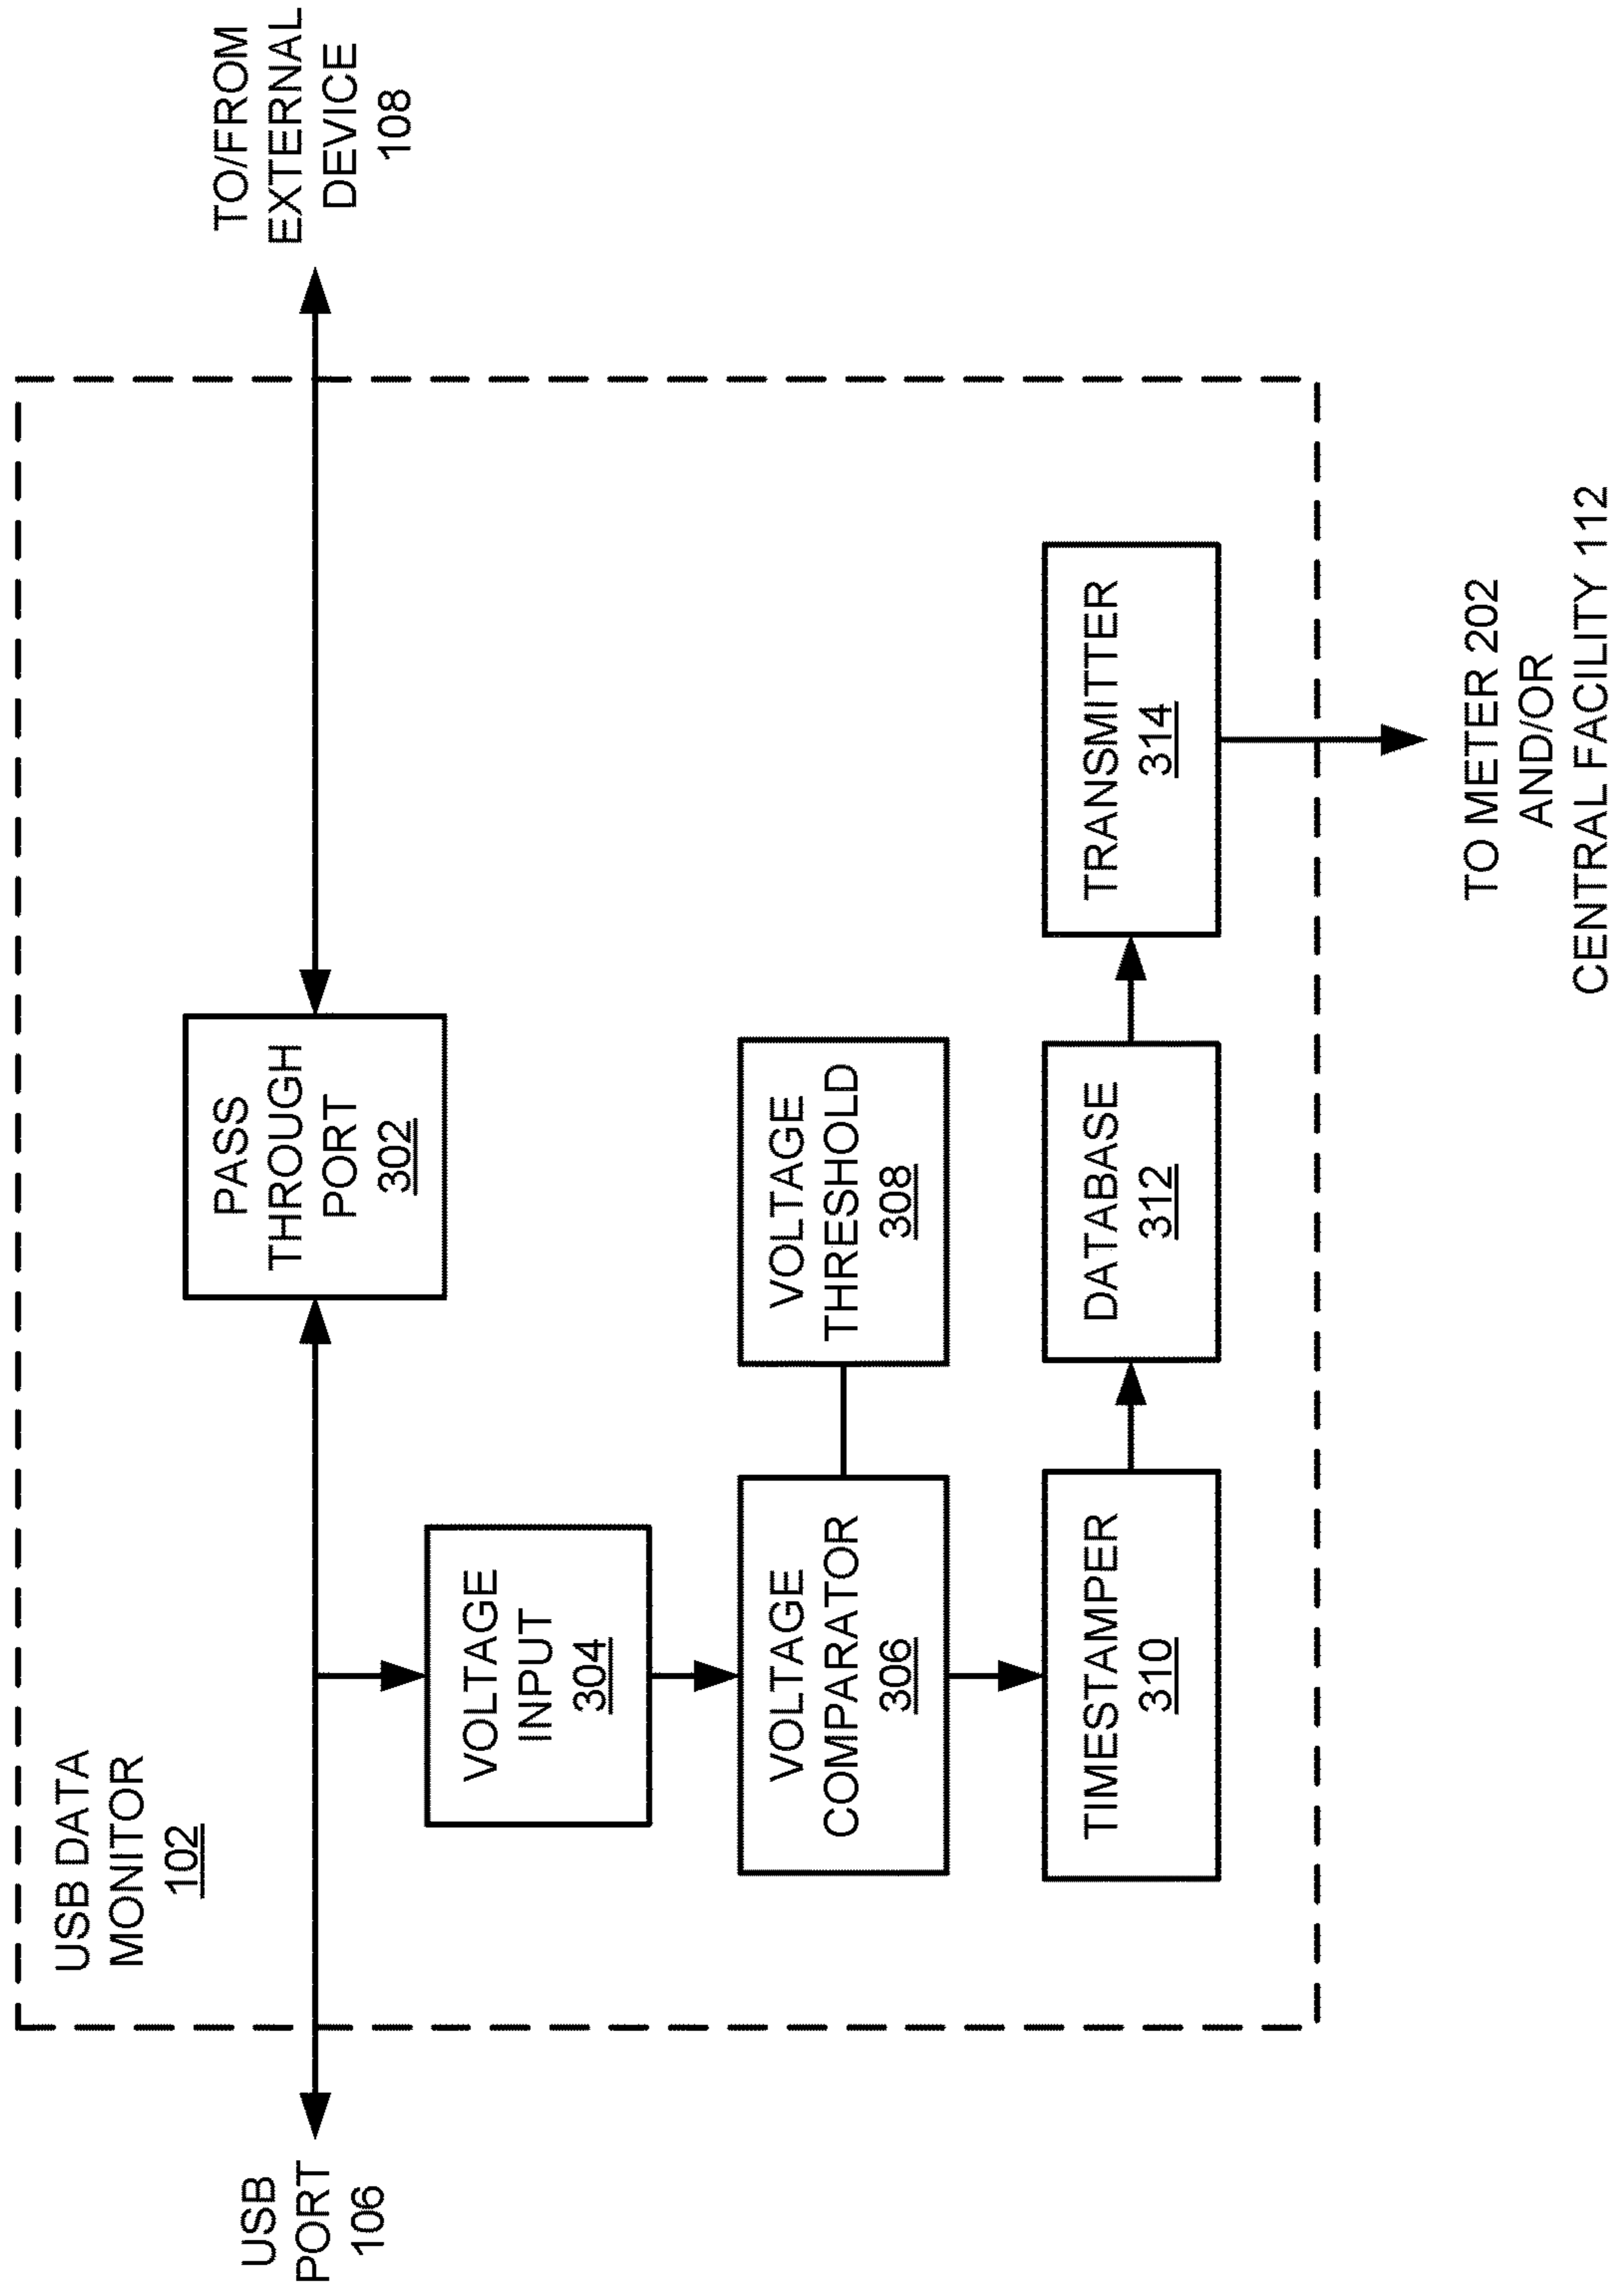 USB DATA
MONITOR
102
USB
PORT
106
PASS
THROUGH
PORT
302
TO/FROM
EXTERNAL
DEVICE
108
VOLTAGE
INPUT
304
VOLTAGE
COMPARATOR
306
VOLTAGE
THRESHOLD
308
TIMESTAMPER
310
DATABASE
312
TRANSMITTER
314
TO METER 202
AND/OR
CENTRAL FACILITY 112